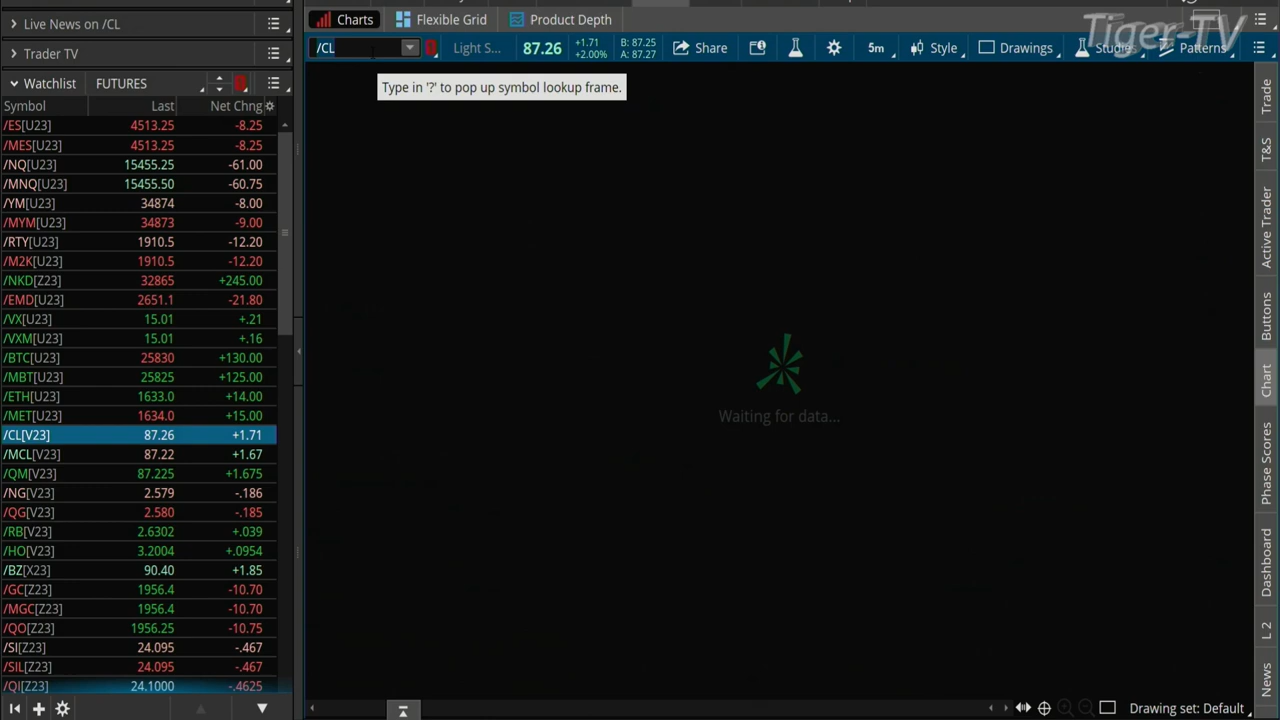 Live News on /CL
Trader TV
Watchlist FUTURES
Symbol Last Net Chng
/ES[U23] 4513.25 -8.25
/MES[U23] 4513.25 -8.25
/NQ[U23] 15455.25 -61.00
/MNQ[U23] 15455.50 -60.75
/YM[U23] 34874 -8.00
/MYM[U23] 34873 -9.00
/RTY[U23] 1910.5 -12.20
/M2K[U23] 1910.5 -12.20
/NKD[Z23] 32865 +245.00
/EMD[U23] 2651.1 -21.80
/VX[U23] 15.01 +.21
/VXM[U23] 15.01 +.16
/BTC[U23] 25830 +130.00
/MBT[U23] 25825 +125.00
/ETH[U23] 1633.0 +14.00
/MET[U23] 1634.0 +15.00
/CL[V23] 87.26 +1.71
/MCL[V23] 87.22 +1.67
/QM[V23] 87.225 +1.675
/NG[V23] 2.579 -.186
/QG[V23] 2.580 -.185
/RB[V23] 2.6302 +.039
/HO[V23] 3.2004 +.0954
/BZ[X23] 90.40 +1.85
/GC[Z23] 1956.4 -10.70
/MGC[Z23] 1956.4 -10.70
/QO[Z23] 1956.25 -10.75
/SI[Z23] 24.095 -.467
/SIL[Z23] 24.095 -.467
/QI[Z23] 24.1000 -.4625
Charts Flexible Grid Product Depth
Tiger-TV
/CL Light S... 87.26 +1.71 +2.00% B: 87.25 A: 87.27 Share 5m Style Drawings Studies Patterns
Type in '?' to pop up symbol lookup frame.
Waiting for data...
Trade
T&S
Active Trader
Buttons
Chart
Phase Scores
Dashboard
L 2
News
Drawing set: Default